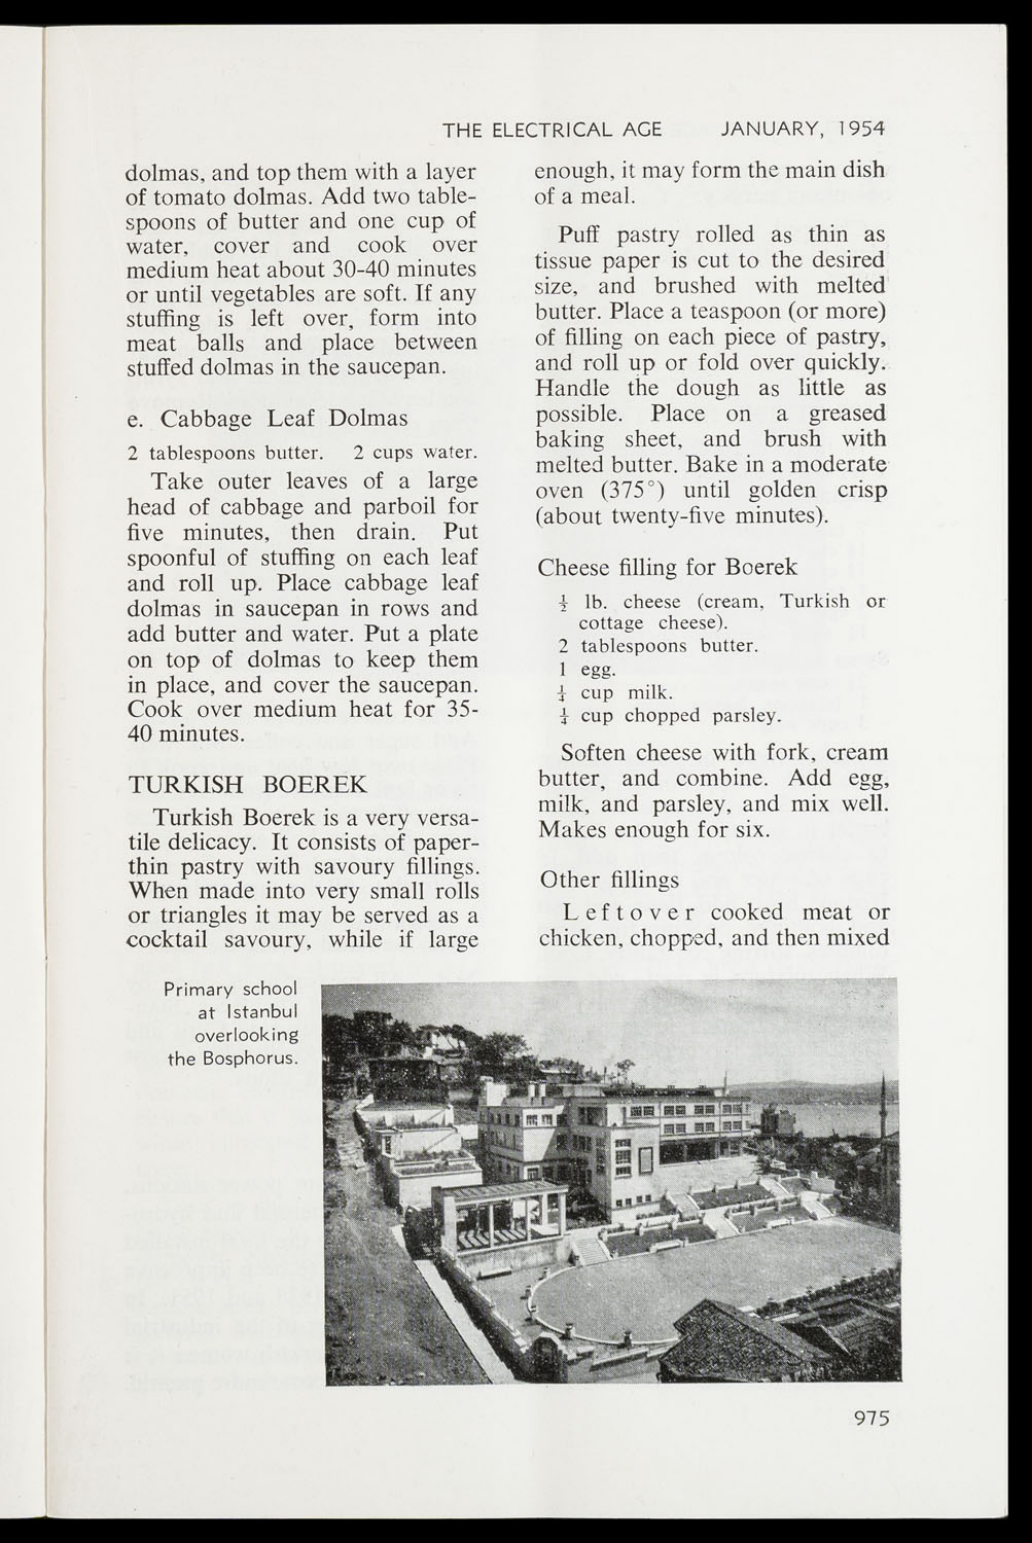 THE ELECTRICAL AGE JANUARY, 1954
dolmas, and top them with a layer
of tomato dolmas. Add two table-
spoons of butter and one cup of
water, cover and cook over
medium heat about 30-40 minutes
or until vegetables are soft. If any
stuffing is left over, form into
meat balls and place between
stuffed dolmas in the saucepan.
e. Cabbage Leaf Dolmas
2 tablespoons butter. 2 cups water.
Take outer leaves of a large
head of cabbage and parboil for
five minutes, then drain. Put
spoonful of stuffing on each leaf
and roll up. Place cabbage leaf
dolmas in saucepan in rows and
add butter and water. Put a plate
on top of dolmas to keep them
in place, and cover the saucepan.
Cook over medium heat for 35-
40 minutes.
TURKISH BOEREK
Turkish Boerek is a very versa-
tile delicacy. It consists of paper-
thin pastry with savoury fillings.
When made into very small rolls
or triangles it may be served as a
cocktail savoury, while if large
enough, it may form the main dish
of a meal.
Puff pastry rolled as thin as
tissue paper is cut to the desired
size, and brushed with melted
butter. Place a teaspoon (or more)
of filling on each piece of pastry,
and roll up or fold over quickly.
Handle the dough as little as
possible. Place on a greased
baking sheet, and brush with
melted butter. Bake in a moderate
oven (375°) until golden crisp
(about twenty-five minutes).
Cheese filling for Boerek
½ lb. cheese (cream, Turkish or
cottage cheese).
2 tablespoons butter.
1 egg.
¼ cup milk.
¼ cup chopped parsley.
Soften cheese with fork, cream
butter, and combine. Add egg,
milk, and parsley, and mix well.
Makes enough for six.
Other fillings
Leftover cooked meat or
chicken, chopped, and then mixed
Primary school
at Istanbul
overlooking
the Bosphorus.
975